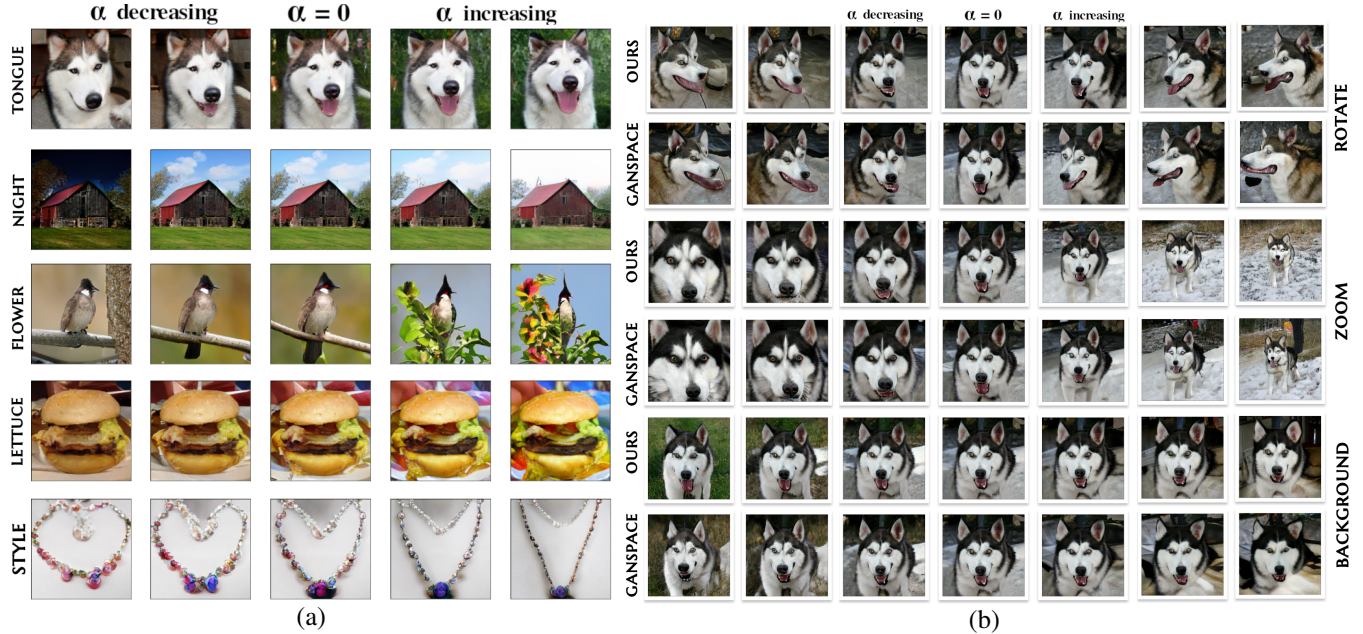 α decreasing
α = 0
α increasing
TONGUE
NIGHT
FLOWER
LETTUCE
STYLE
(a)
α decreasing
α = 0
α increasing
OURS
GANSPACE
ROTATE
OURS
GANSPACE
ZOOM
OURS
GANSPACE
BACKGROUND
(b)